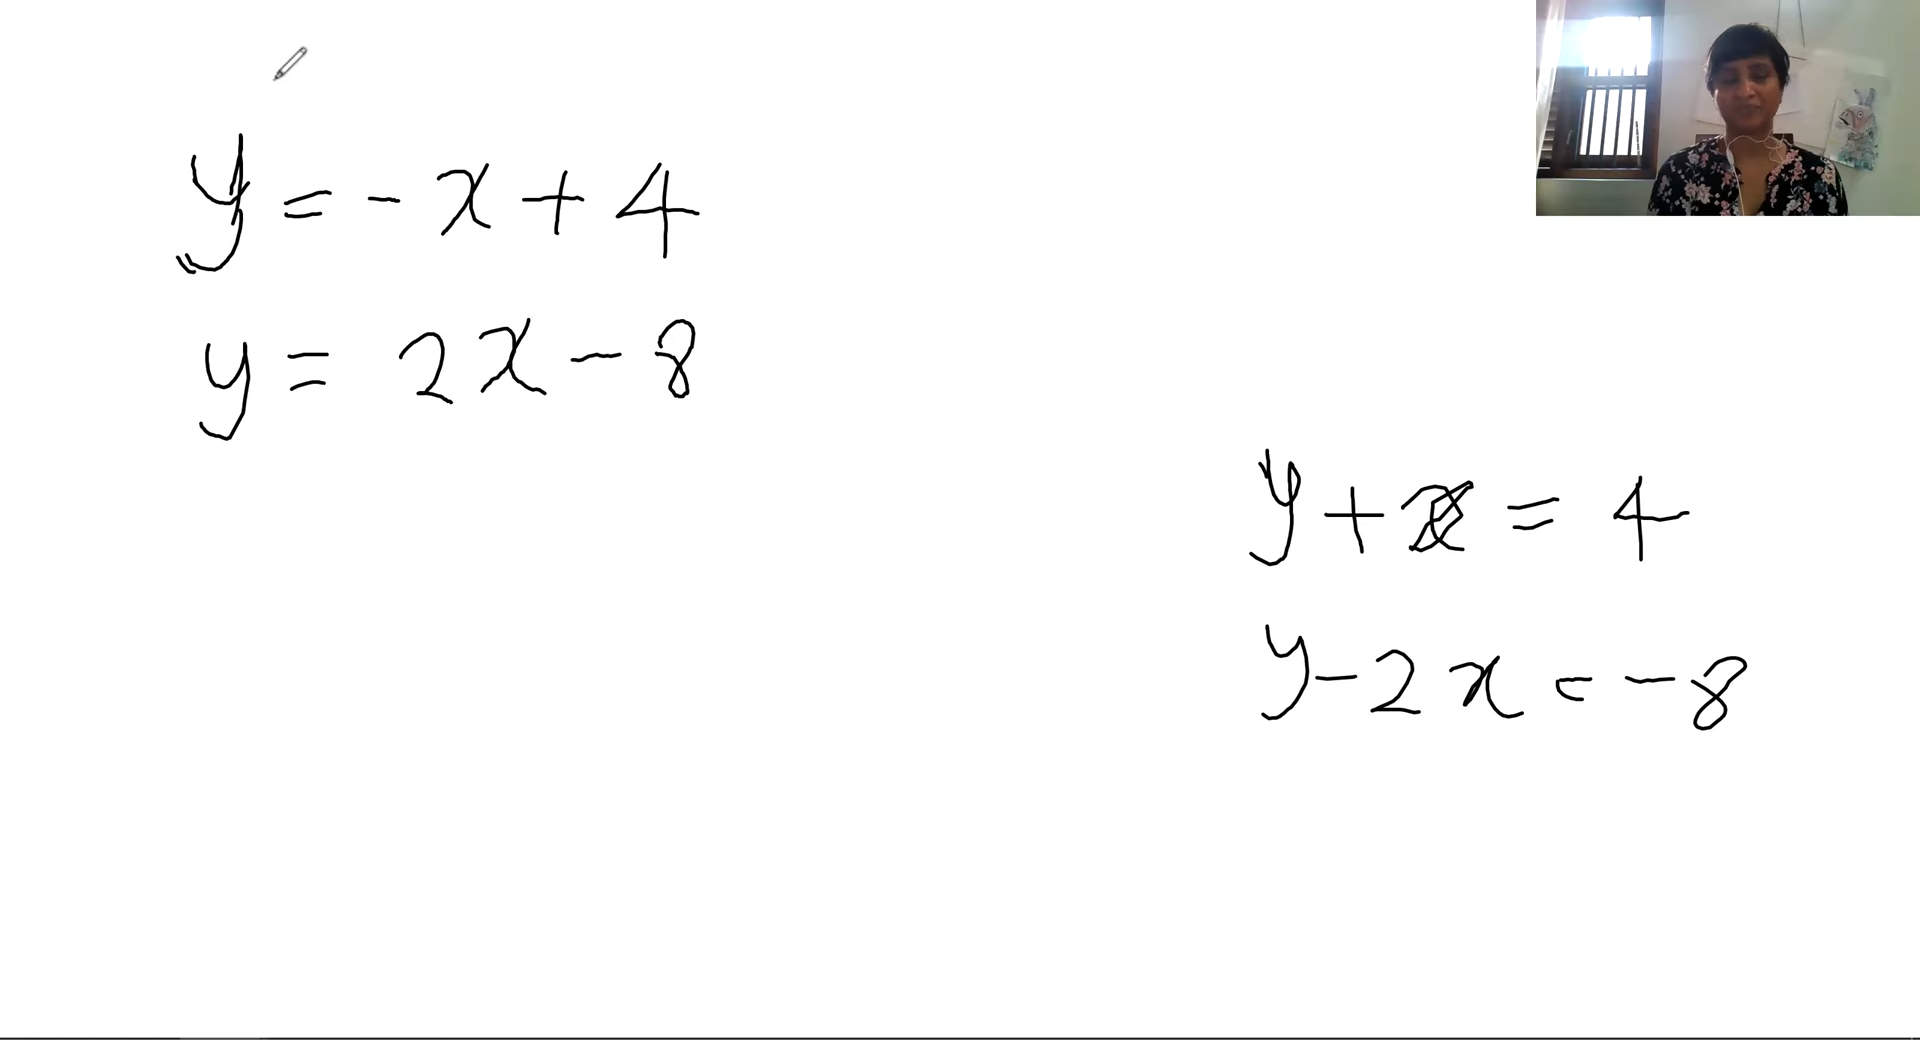 y = - x + 4
y = 2x - 8
y + x = 4
y - 2x = -8